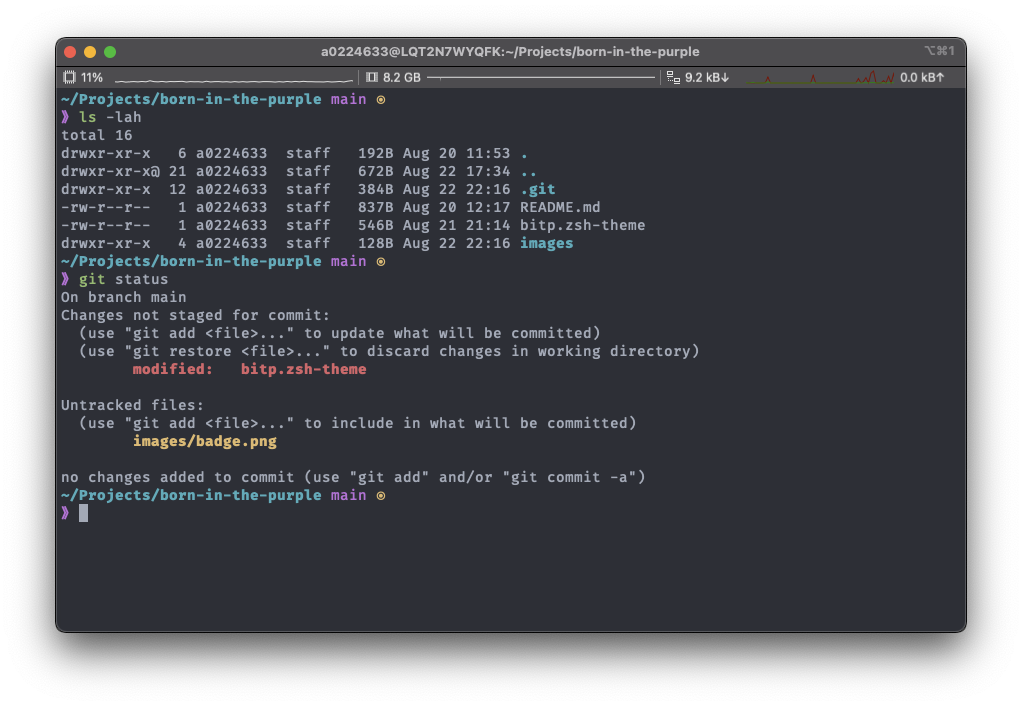 a0224633@LQT2N7WYQFK:~/Projects/born-in-the-purple ⌥⌘1
11% 8.2 GB 9.2 kB↓ 0.0 kB↑
~/Projects/born-in-the-purple main ⊙
❱ ls -lah
total 16
drwxr-xr-x   6 a0224633  staff   192B Aug 20 11:53 .
drwxr-xr-x@ 21 a0224633  staff   672B Aug 22 17:34 ..
drwxr-xr-x  12 a0224633  staff   384B Aug 22 22:16 .git
-rw-r--r--   1 a0224633  staff   837B Aug 20 12:17 README.md
-rw-r--r--   1 a0224633  staff   546B Aug 21 21:14 bitp.zsh-theme
drwxr-xr-x   4 a0224633  staff   128B Aug 22 22:16 images
~/Projects/born-in-the-purple main ⊙
❱ git status
On branch main
Changes not staged for commit:
  (use "git add <file>..." to update what will be committed)
  (use "git restore <file>..." to discard changes in working directory)
        modified:   bitp.zsh-theme

Untracked files:
  (use "git add <file>..." to include in what will be committed)
        images/badge.png

no changes added to commit (use "git add" and/or "git commit -a")
~/Projects/born-in-the-purple main ⊙
❱